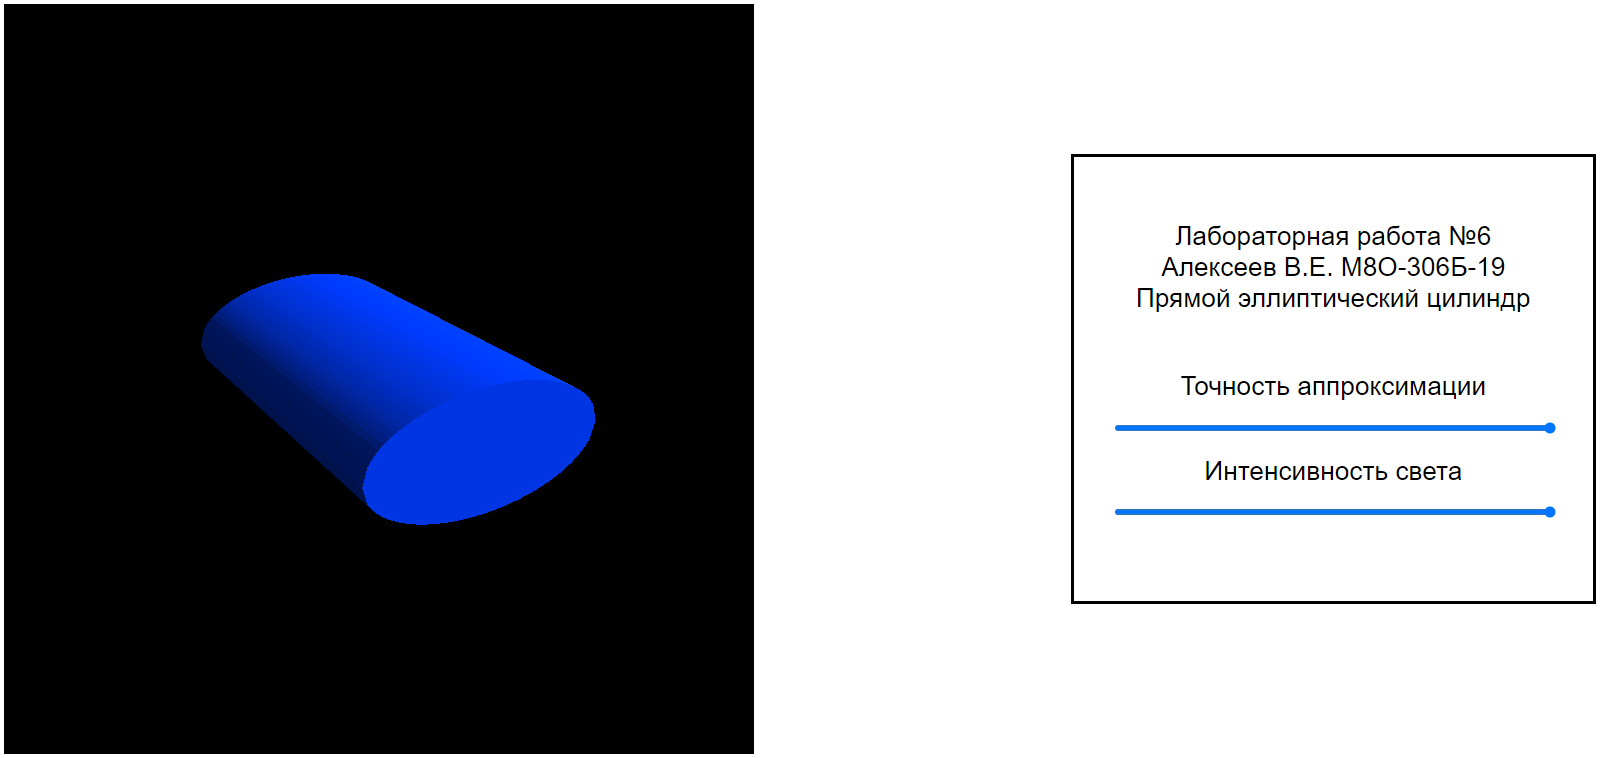 Лабораторная работа №6
Алексеев В.Е. М8О-306Б-19
Прямой эллиптический цилиндр
Точность аппроксимации
Интенсивность света